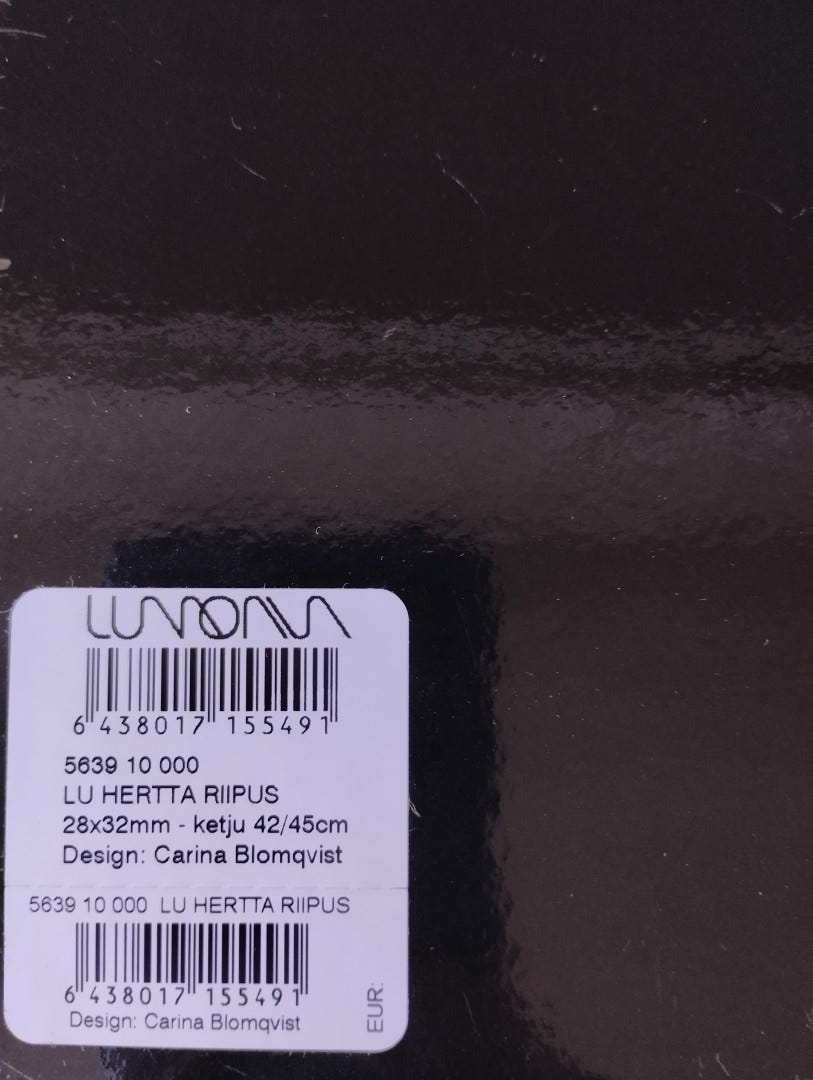 LUMOAVA
6 438017 155491
5639 10 000
LU HERTTA RIIPUS
28x32mm - ketju 42/45cm
Design: Carina Blomqvist
5639 10 000 LU HERTTA RIIPUS
6 438017 155491
Design: Carina Blomqvist
EUR: